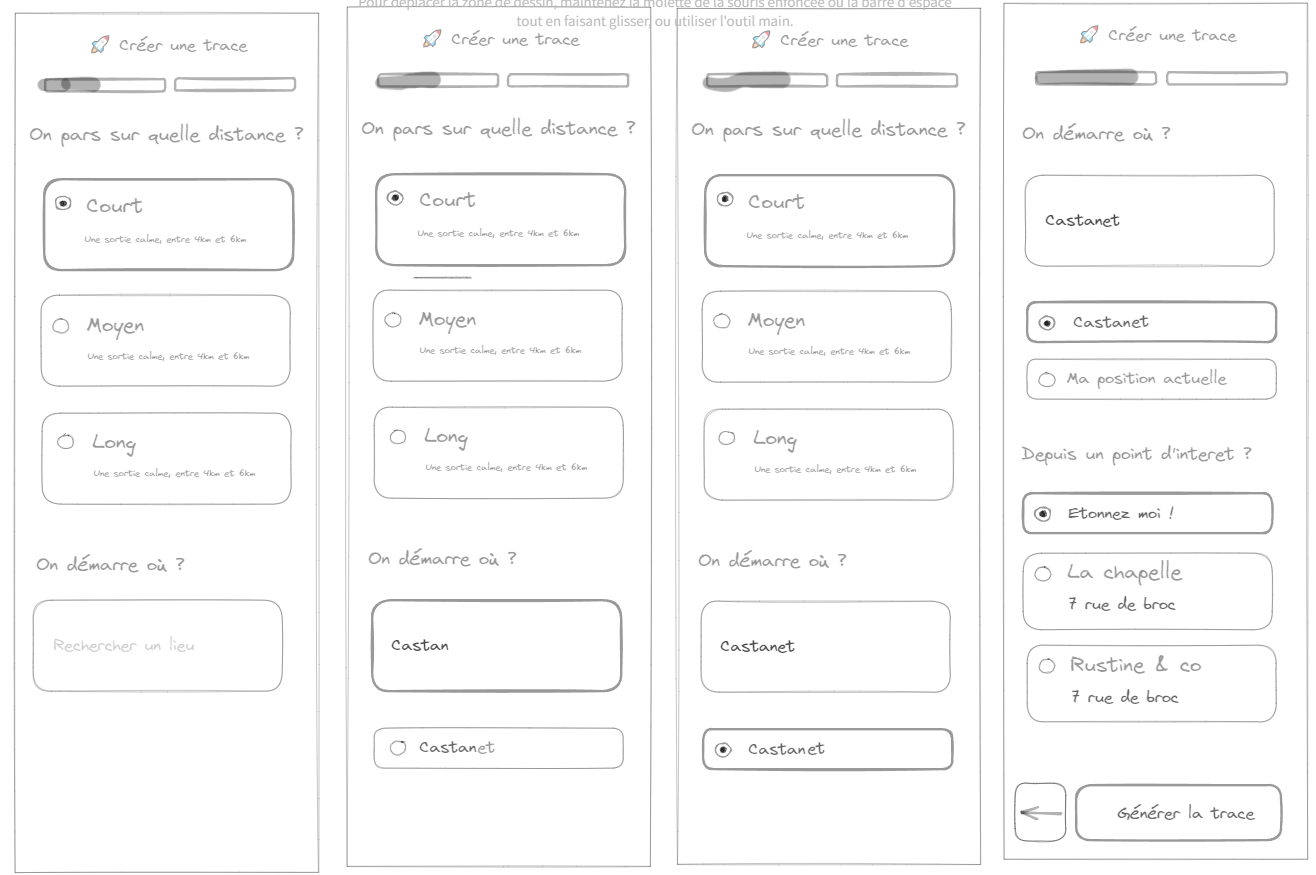 Pour déplacer la zone de dessin, maintenez la molette de la souris enfoncée ou la barre d'espace
tout en faisant glisser, ou utiliser l'outil main.
🚀 Créer une trace
On pars sur quelle distance ?
Court
Une sortie calme, entre 4km et 6km
Moyen
Une sortie calme, entre 4km et 6km
Long
Une sortie calme, entre 4km et 6km
On démarre où ?
Rechercher un lieu
🚀 Créer une trace
On pars sur quelle distance ?
Court
Une sortie calme, entre 4km et 6km
Moyen
Une sortie calme, entre 4km et 6km
Long
Une sortie calme, entre 4km et 6km
On démarre où ?
Castan
Castanet
🚀 Créer une trace
On pars sur quelle distance ?
Court
Une sortie calme, entre 4km et 6km
Moyen
Une sortie calme, entre 4km et 6km
Long
Une sortie calme, entre 4km et 6km
On démarre où ?
Castanet
Castanet
🚀 Créer une trace
On démarre où ?
Castanet
Castanet
Ma position actuelle
Depuis un point d'interet ?
Etonnez moi !
La chapelle
7 rue de broc
Rustine & co
7 rue de broc
Générer la trace